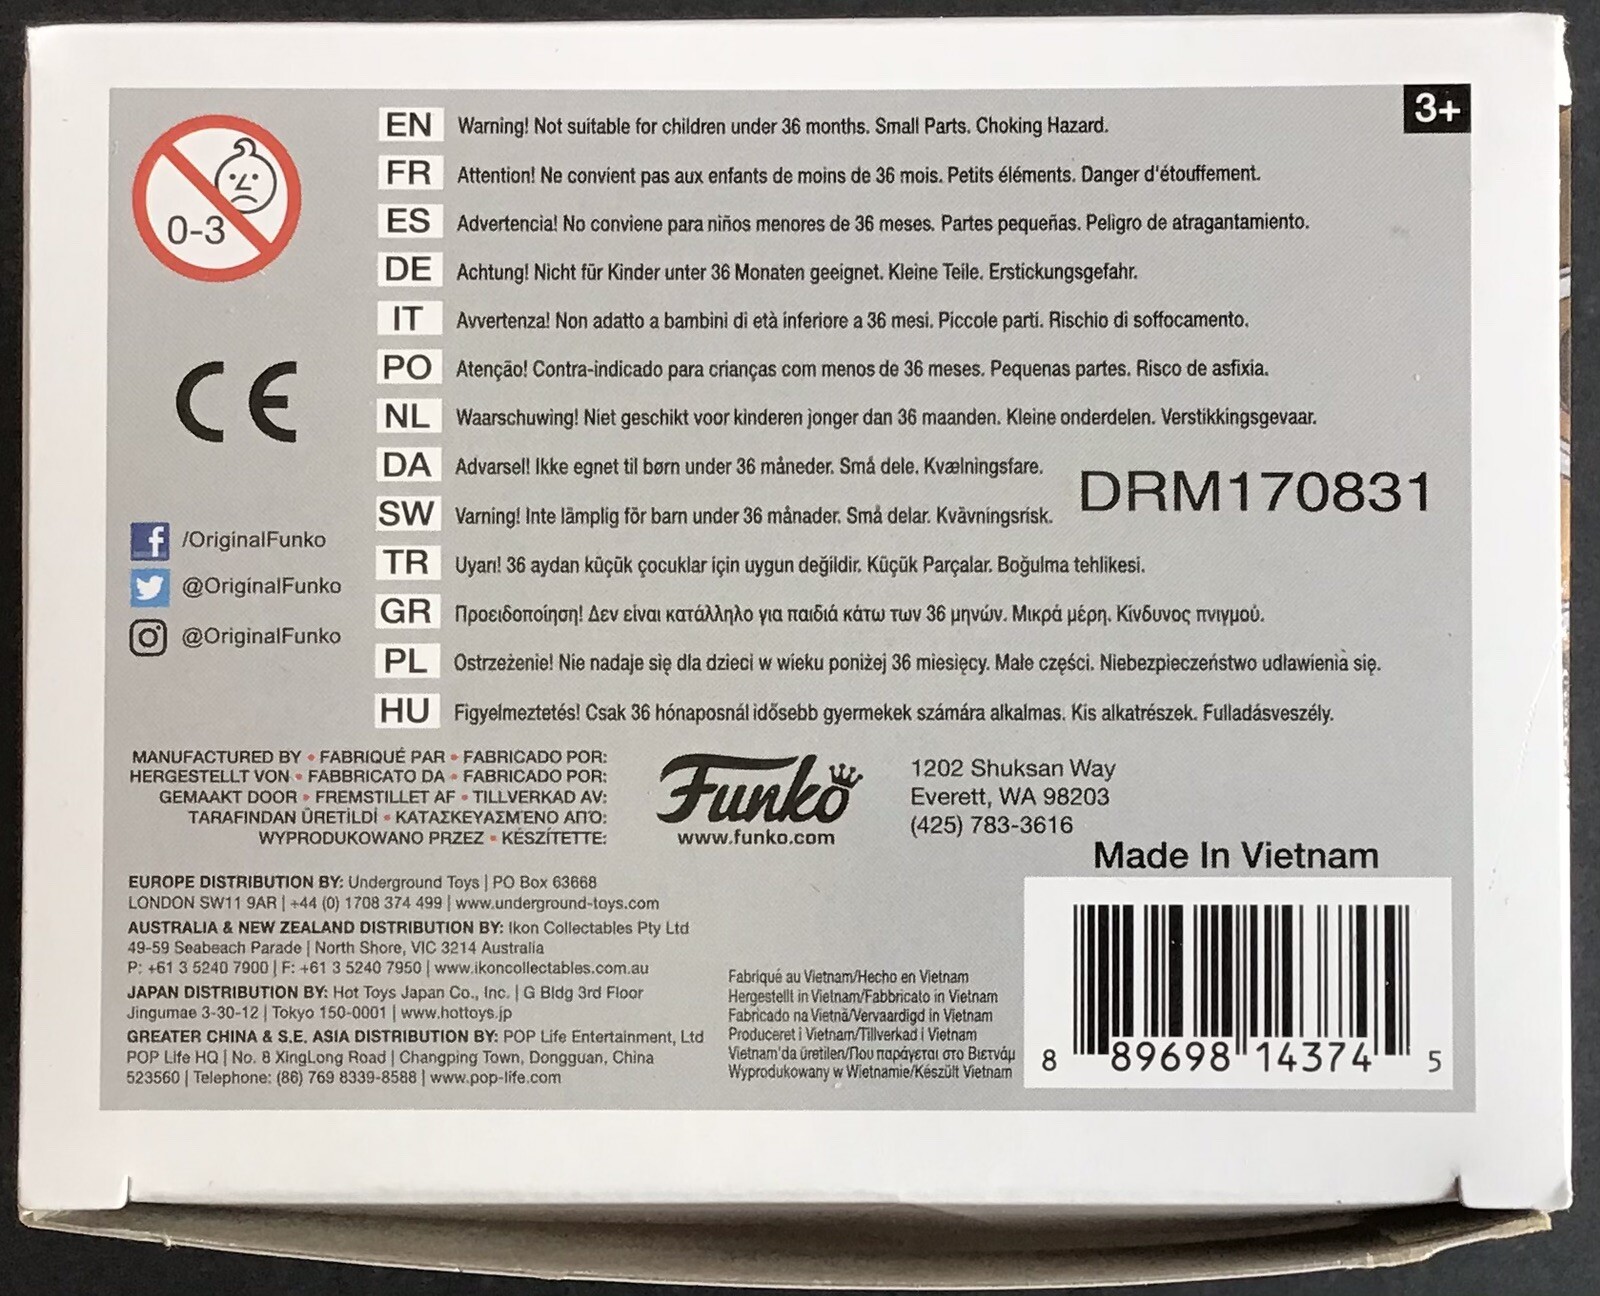 3+
0-3
EN Warning! Not suitable for children under 36 months. Small Parts. Choking Hazard.
FR Attention! Ne convient pas aux enfants de moins de 36 mois. Petits éléments. Danger d'étouffement.
ES Advertencia! No conviene para niños menores de 36 meses. Partes pequeñas. Peligro de atragantamiento.
DE Achtung! Nicht für Kinder unter 36 Monaten geeignet. Kleine Teile. Erstickungsgefahr.
IT Avvertenza! Non adatto a bambini di età inferiore a 36 mesi. Piccole parti. Rischio di soffocamento.
PO Atenção! Contra-indicado para crianças com menos de 36 meses. Pequenas partes. Risco de asfixia.
NL Waarschuwing! Niet geschikt voor kinderen jonger dan 36 maanden. Kleine onderdelen. Verstikkingsgevaar.
DA Advarsel! Ikke egnet til børn under 36 måneder. Små dele. Kvælningsfare.
SW Varning! Inte lämplig för barn under 36 månader. Små delar. Kvävningsrisk.
TR Uyarı! 36 aydan küçük çocuklar için uygun değildir. Küçük Parçalar. Boğulma tehlikesi.
GR Προειδοποίηση! Δεν είναι κατάλληλο για παιδιά κάτω των 36 μηνών. Μικρά μέρη. Κίνδυνος πνιγμού.
PL Ostrzeżenie! Nie nadaje się dla dzieci w wieku poniżej 36 miesięcy. Małe części. Niebezpieczeństwo udławienia się.
HU Figyelmeztetés! Csak 36 hónaposnál idősebb gyermekek számára alkalmas. Kis alkatrészek. Fulladásveszély.
CE
DRM170831
/OriginalFunko
@OriginalFunko
@OriginalFunko
MANUFACTURED BY • FABRIQUÉ PAR • FABRICADO POR:
HERGESTELLT VON • FABBRICATO DA • FABRICADO POR:
GEMAAKT DOOR • FREMSTILLET AF • TILLVERKAD AV:
TARAFINDAN ÜRETİLDİ • ΚΑΤΑΣΚΕΥΑΣΜΈΝΟ ΑΠΌ:
WYPRODUKOWANO PRZEZ • KÉSZÍTETTE:
Funko
www.funko.com
1202 Shuksan Way
Everett, WA 98203
(425) 783-3616
Made In Vietnam
EUROPE DISTRIBUTION BY: Underground Toys | PO Box 63668
LONDON SW11 9AR | +44 (0) 1708 374 499 | www.underground-toys.com
AUSTRALIA & NEW ZEALAND DISTRIBUTION BY: Ikon Collectables Pty Ltd
49-59 Seabeach Parade | North Shore, VIC 3214 Australia
P: +61 3 5240 7900 | F: +61 3 5240 7950 | www.ikoncollectables.com.au
JAPAN DISTRIBUTION BY: Hot Toys Japan Co., Inc. | G Bldg 3rd Floor
Jingumae 3-30-12 | Tokyo 150-0001 | www.hottoys.jp
GREATER CHINA & S.E. ASIA DISTRIBUTION BY: POP Life Entertainment, Ltd
POP Life HQ | No. 8 XingLong Road | Changping Town, Dongguan, China
523560 | Telephone: (86) 769 8339-8588 | www.pop-life.com
Fabriqué au Vietnam/Hecho en Vietnam
Hergestellt in Vietnam/Fabbricato in Vietnam
Fabricado na Vietnã/Vervaardigd in Vietnam
Produceret i Vietnam/Tillverkad i Vietnam
Vietnam'da üretilen/Που παράγεται στο Βιετνάμ
Wyprodukowany w Wietnamie/Készült Vietnam
8 89698 14374 5